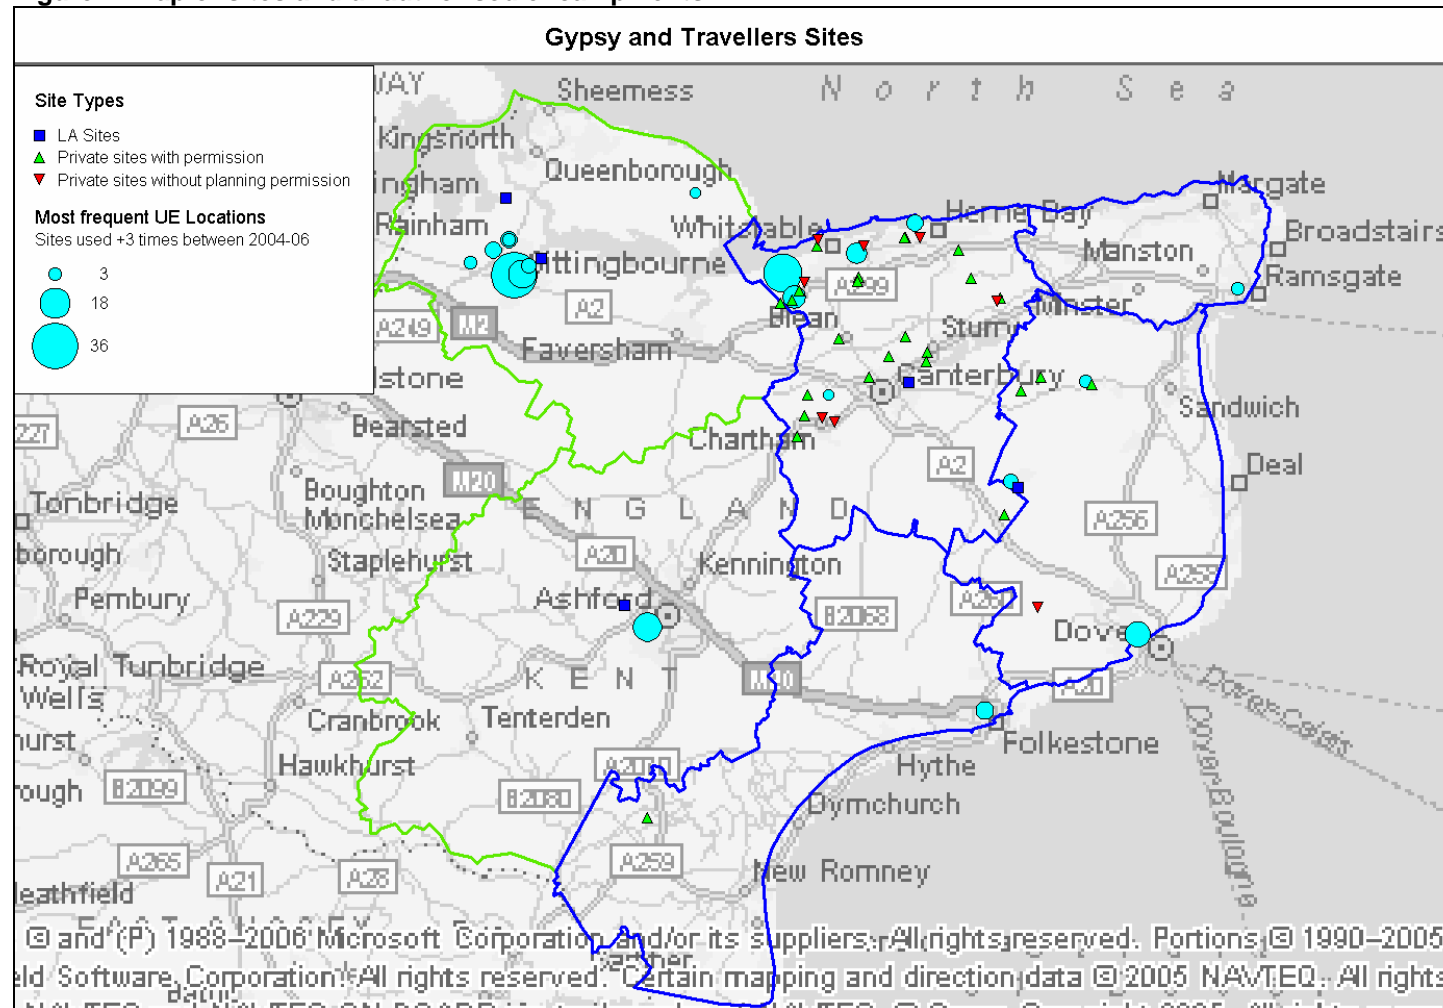 Gypsy and Travellers Sites
Site Types
LA Sites
Private sites with permission
Private sites without planning permission
Most frequent UE Locations
Sites used +3 times between 2004-06
3
18
36
North Sea
Sheerness
Kingsnorth
Queenborough
Rainham
Whitstable
Herne Bay
Margate
Broadstairs
Manston
Ramsgate
Minster
A299
A2
M2
A249
Blean
Faversham
Canterbury
Sandwich
Bearsted
A26
Chartham
A2
Deal
M20
Boughton
Monchelsea
Tonbridge
ENGLAND
A256
Staplehurst
A20
Kennington
Pembury
Ashford
A229
B2068
Royal Tunbridge
Wells
A262
KENT
A20
Cranbrook
Tenterden
Folkestone
Hawkhurst
Hythe
B2099
B2080
Dymchurch
A265
A21
A28
A259
New Romney
© and (P) 1988–2006 Microsoft Corporation and/or its suppliers. All rights reserved. Portions © 1990–2005
Software Corporation. All rights reserved. Certain mapping and direction data © 2005 NAVTEQ. All rights